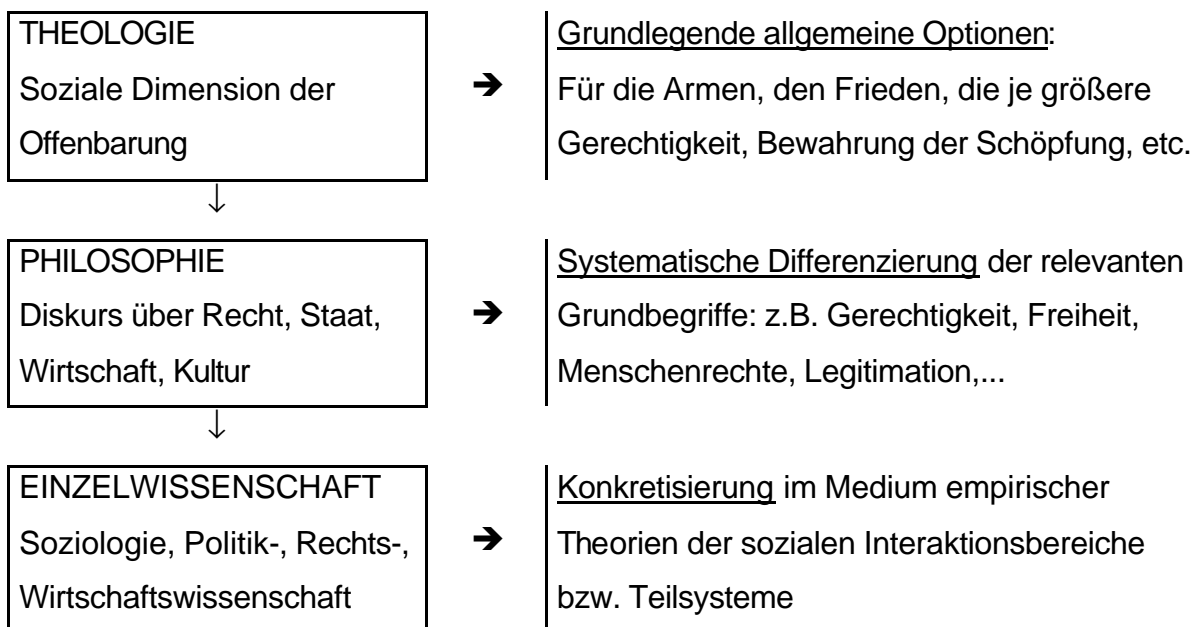 THEOLOGIE
Soziale Dimension der
Offenbarung
➔
Grundlegende allgemeine Optionen:
Für die Armen, den Frieden, die je größere
Gerechtigkeit, Bewahrung der Schöpfung, etc.
↓
PHILOSOPHIE
Diskurs über Recht, Staat,
Wirtschaft, Kultur
➔
Systematische Differenzierung der relevanten
Grundbegriffe: z.B. Gerechtigkeit, Freiheit,
Menschenrechte, Legitimation,...
↓
EINZELWISSENSCHAFT
Soziologie, Politik-, Rechts-,
Wirtschaftswissenschaft
➔
Konkretisierung im Medium empirischer
Theorien der sozialen Interaktionsbereiche
bzw. Teilsysteme